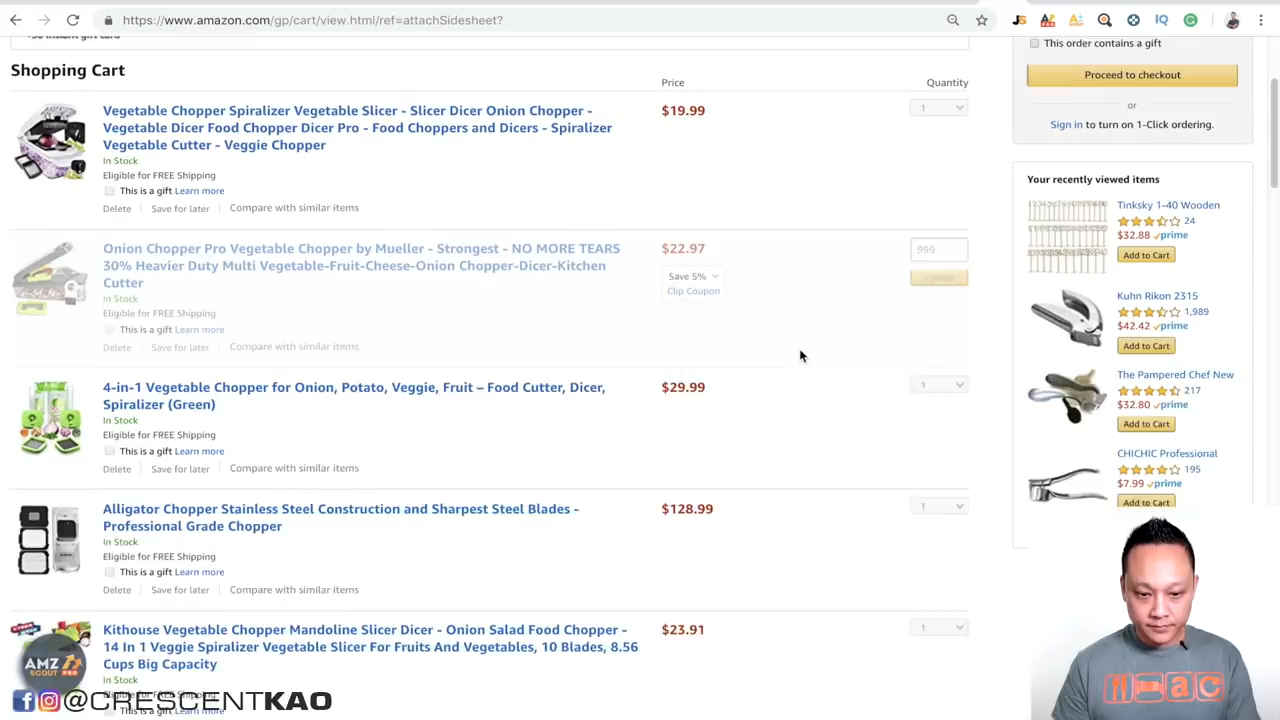 https://www.amazon.com/gp/cart/view.html/ref=attachSidesheet?
JS
IQ
This order contains a gift
Shopping Cart
Proceed to checkout
Price
Quantity
or
Sign in to turn on 1-Click ordering.
Vegetable Chopper Spiralizer Vegetable Slicer - Slicer Dicer Onion Chopper -
Vegetable Dicer Food Chopper Dicer Pro - Food Choppers and Dicers - Spiralizer
Vegetable Cutter - Veggie Chopper
$19.99
1
In Stock
Eligible for FREE Shipping
This is a gift Learn more
Delete
Save for later
Compare with similar items
Onion Chopper Pro Vegetable Chopper by Mueller - Strongest - NO MORE TEARS
30% Heavier Duty Multi Vegetable-Fruit-Cheese-Onion Chopper-Dicer-Kitchen
Cutter
$22.97
999
Save 5%
Clip Coupon
In Stock
Eligible for FREE Shipping
This is a gift Learn more
Delete
Save for later
Compare with similar items
4-in-1 Vegetable Chopper for Onion, Potato, Veggie, Fruit – Food Cutter, Dicer,
Spiralizer (Green)
$29.99
1
In Stock
Eligible for FREE Shipping
This is a gift Learn more
Delete
Save for later
Compare with similar items
Alligator Chopper Stainless Steel Construction and Sharpest Steel Blades -
Professional Grade Chopper
$128.99
1
In Stock
Eligible for FREE Shipping
This is a gift Learn more
Delete
Save for later
Compare with similar items
Kithouse Vegetable Chopper Mandoline Slicer Dicer - Onion Salad Food Chopper -
14 In 1 Veggie Spiralizer Vegetable Slicer For Fruits And Vegetables, 10 Blades, 8.56
Cups Big Capacity
$23.91
1
In Stock
Eligible for FREE Shipping
This is a gift Learn more
Your recently viewed items
Tinksky 1-40 Wooden
24
$32.88 prime
Add to Cart
Kuhn Rikon 2315
1,989
$42.42 prime
Add to Cart
The Pampered Chef New
217
$32.80 prime
Add to Cart
CHICHIC Professional
195
$7.99 prime
Add to Cart
AMZ
SCOUT PRO
@CRESCENTKAO